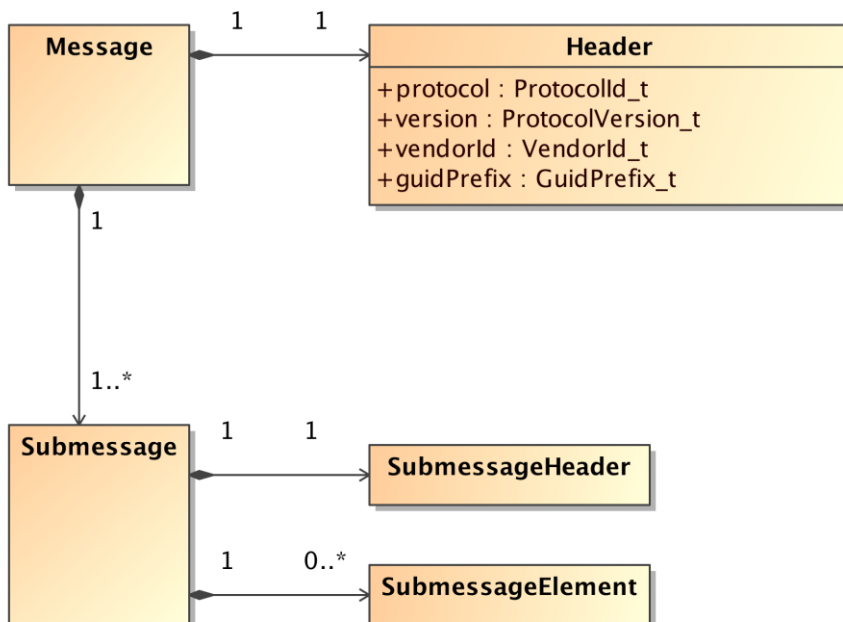 Message
1
1
Header
+protocol : ProtocolId_t
+version : ProtocolVersion_t
+vendorId : VendorId_t
+guidPrefix : GuidPrefix_t
1
1..*
Submessage
1
1
SubmessageHeader
1
0..*
SubmessageElement